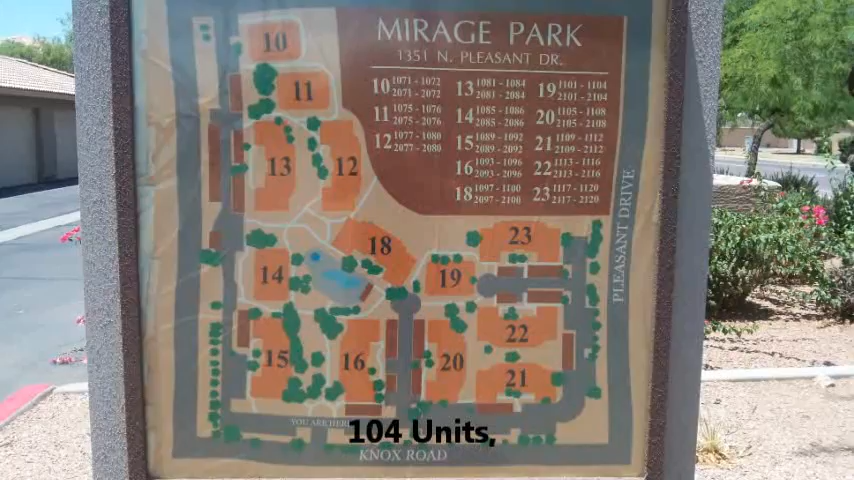 MIRAGE PARK
1351 N. PLEASANT DR.
10 1071 - 1072
2071 - 2072
11 1075 - 1076
2075 - 2076
12 1077 - 1080
2077 - 2080
13 1081 - 1084
2081 - 2084
14 1085 - 1086
2085 - 2086
15 1089 - 1092
2089 - 2092
16 1093 - 1096
2093 - 2096
18 1097 - 1100
2097 - 2100
19 1101 - 1104
2101 - 2104
20 1105 - 1108
2105 - 2108
21 1109 - 1112
2109 - 2112
22 1113 - 1116
2113 - 2116
23 1117 - 1120
2117 - 2120
10
11
13
12
18
23
14
19
15
16
20
22
21
PLEASANT DRIVE
YOU ARE HERE
104 Units,
KNOX ROAD